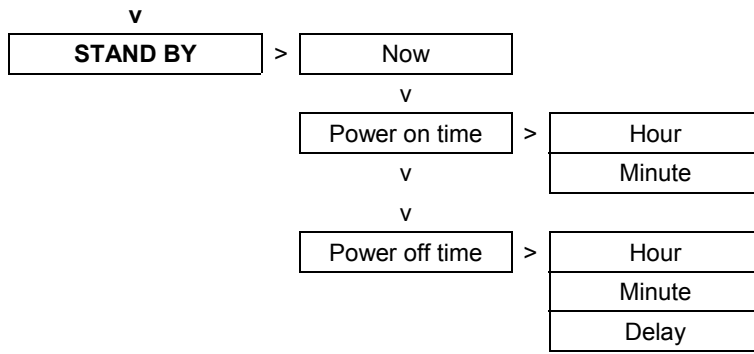 v
STAND BY > Now
v
Power on time > Hour
v Minute
v
Power off time > Hour
Minute
Delay